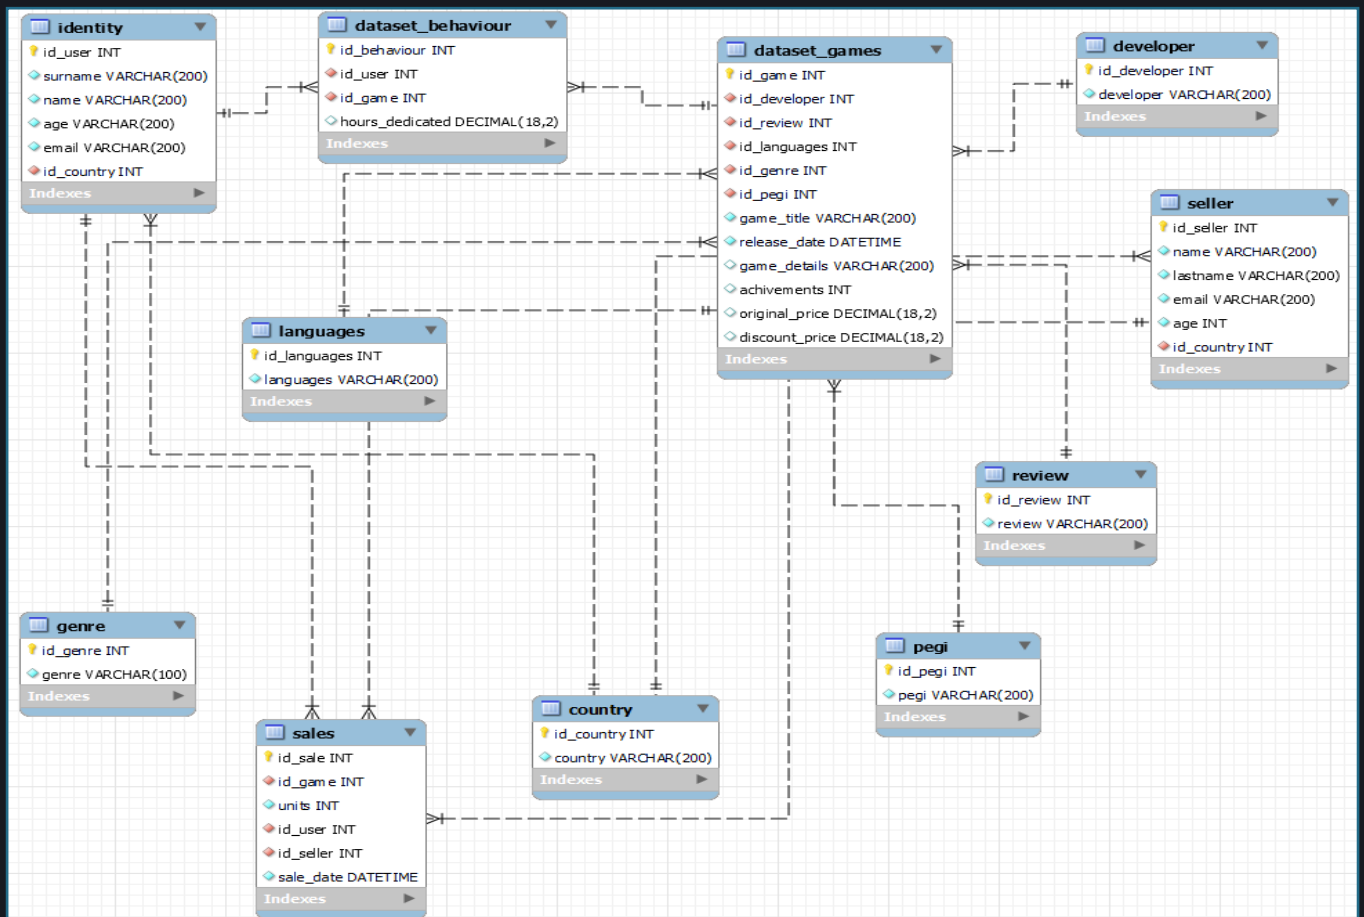 identity
id_user INT
surname VARCHAR(200)
name VARCHAR(200)
age VARCHAR(200)
email VARCHAR(200)
id_country INT
Indexes
dataset_behaviour
id_behaviour INT
id_user INT
id_game INT
hours_dedicated DECIMAL(18,2)
Indexes
dataset_games
id_game INT
id_developer INT
id_review INT
id_languages INT
id_genre INT
id_pegi INT
game_title VARCHAR(200)
release_date DATETIME
game_details VARCHAR(200)
achivements INT
original_price DECIMAL(18,2)
discount_price DECIMAL(18,2)
Indexes
developer
id_developer INT
developer VARCHAR(200)
Indexes
seller
id_seller INT
name VARCHAR(200)
lastname VARCHAR(200)
email VARCHAR(200)
age INT
id_country INT
Indexes
languages
id_languages INT
languages VARCHAR(200)
Indexes
review
id_review INT
review VARCHAR(200)
Indexes
genre
id_genre INT
genre VARCHAR(100)
Indexes
pegi
id_pegi INT
pegi VARCHAR(200)
Indexes
country
id_country INT
country VARCHAR(200)
Indexes
sales
id_sale INT
id_game INT
units INT
id_user INT
id_seller INT
sale_date DATETIME
Indexes